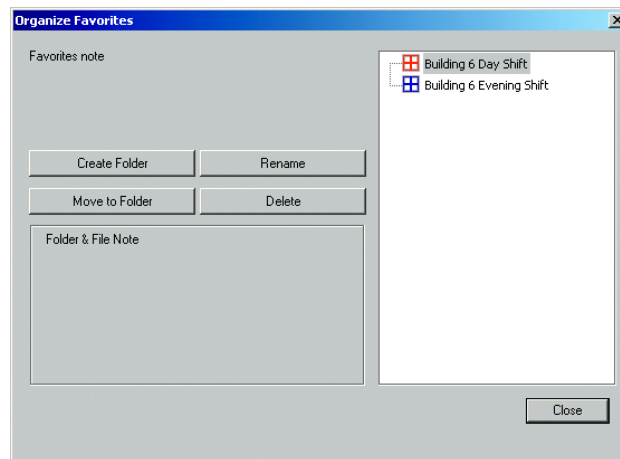 Organize Favorites
Favorites note
Building 6 Day Shift
Building 6 Evening Shift
Create Folder
Rename
Move to Folder
Delete
Folder & File Note
Close